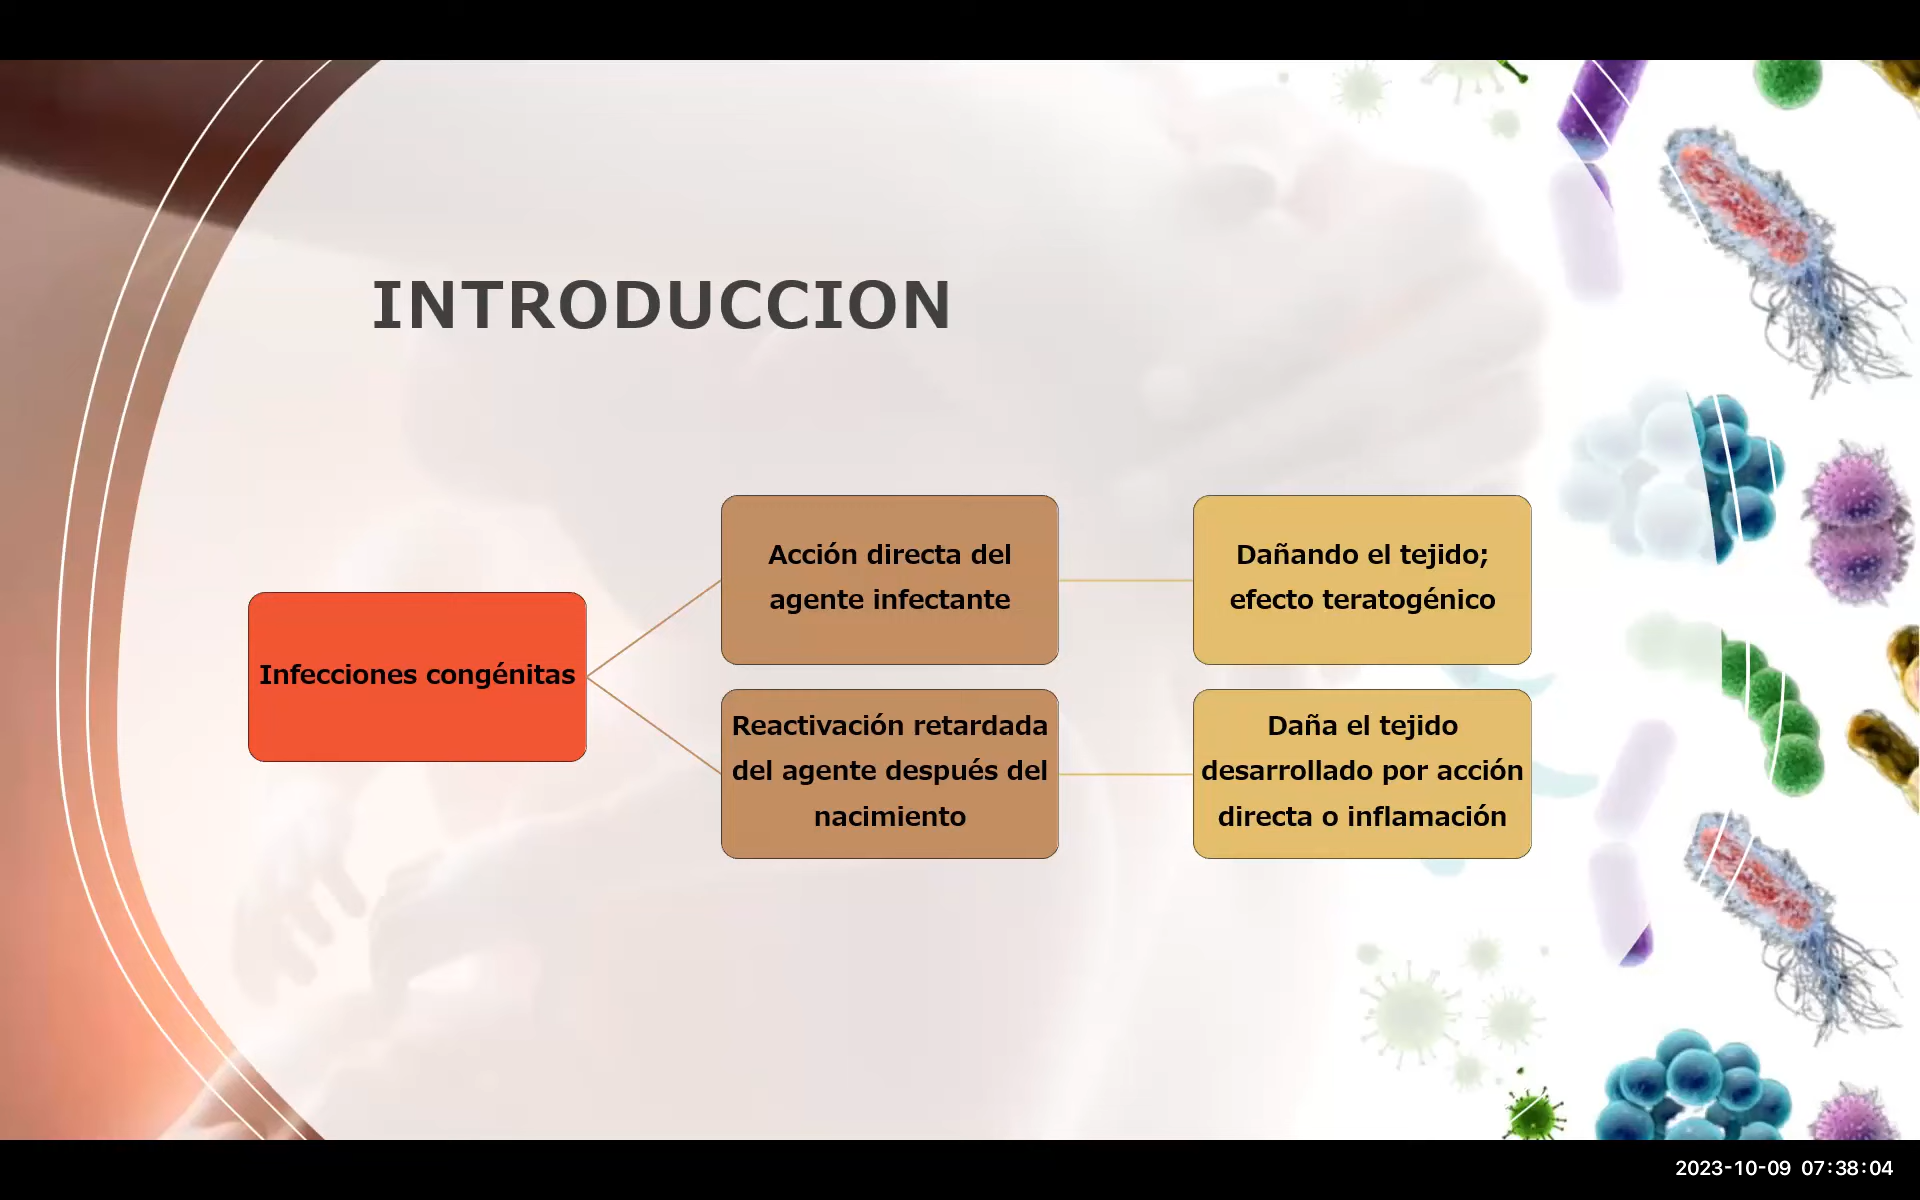 INTRODUCCION
Infecciones congénitas
Acción directa del
agente infectante
Dañando el tejido;
efecto teratogénico
Reactivación retardada
del agente después del
nacimiento
Daña el tejido
desarrollado por acción
directa o inflamación
2023-10-09 07:38:04